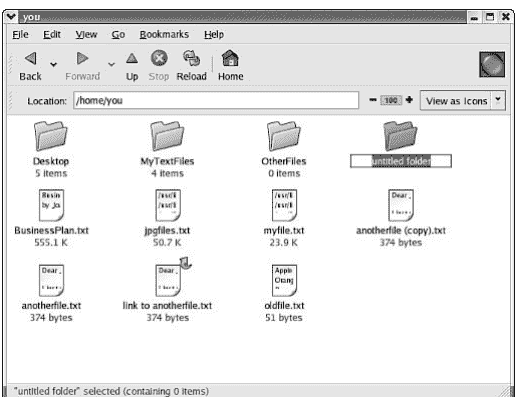 you
File Edit View Go Bookmarks Help
Back Forward Up Stop Reload Home
Location: /home/you 100 View as Icons
Desktop
5 items
MyTextFiles
4 items
OtherFiles
0 items
untitled folder
BusinessPlan.txt
555.1 K
jpgfiles.txt
50.7 K
myfile.txt
23.9 K
anotherfile (copy).txt
374 bytes
anotherfile.txt
374 bytes
link to anotherfile.txt
374 bytes
oldfile.txt
51 bytes
"untitled folder" selected (containing 0 items)